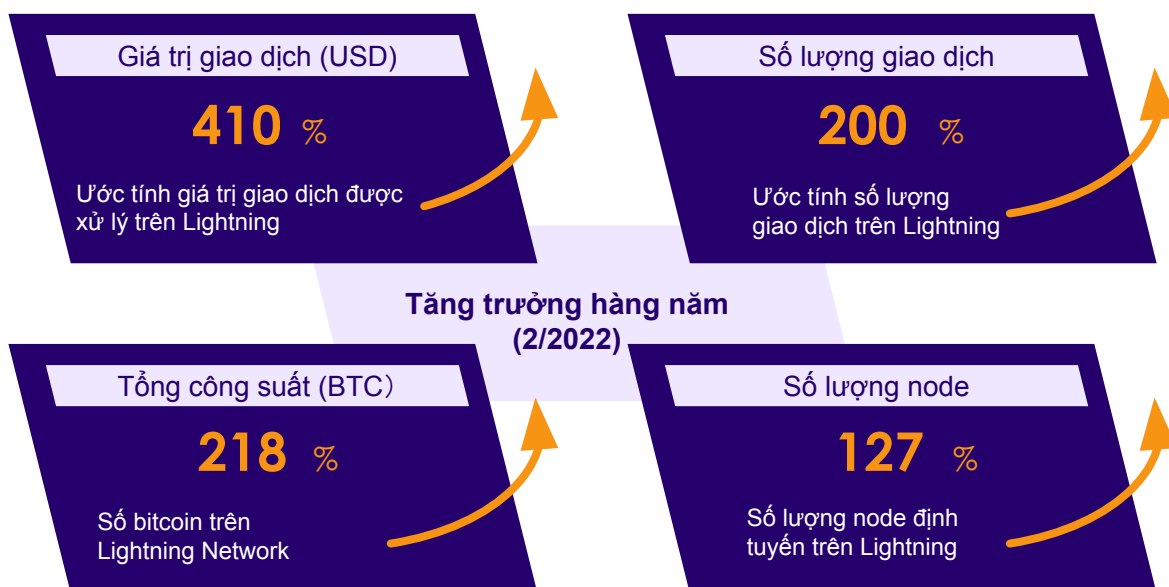 Giá trị giao dịch (USD)
410 %
Ước tính giá trị giao dịch được
xử lý trên Lightning
Số lượng giao dịch
200 %
Ước tính số lượng
giao dịch trên Lightning
Tăng trưởng hàng năm
(2/2022)
Tổng công suất (BTC）
218 %
Số bitcoin trên
Lightning Network
Số lượng node
127 %
Số lượng node định
tuyến trên Lightning